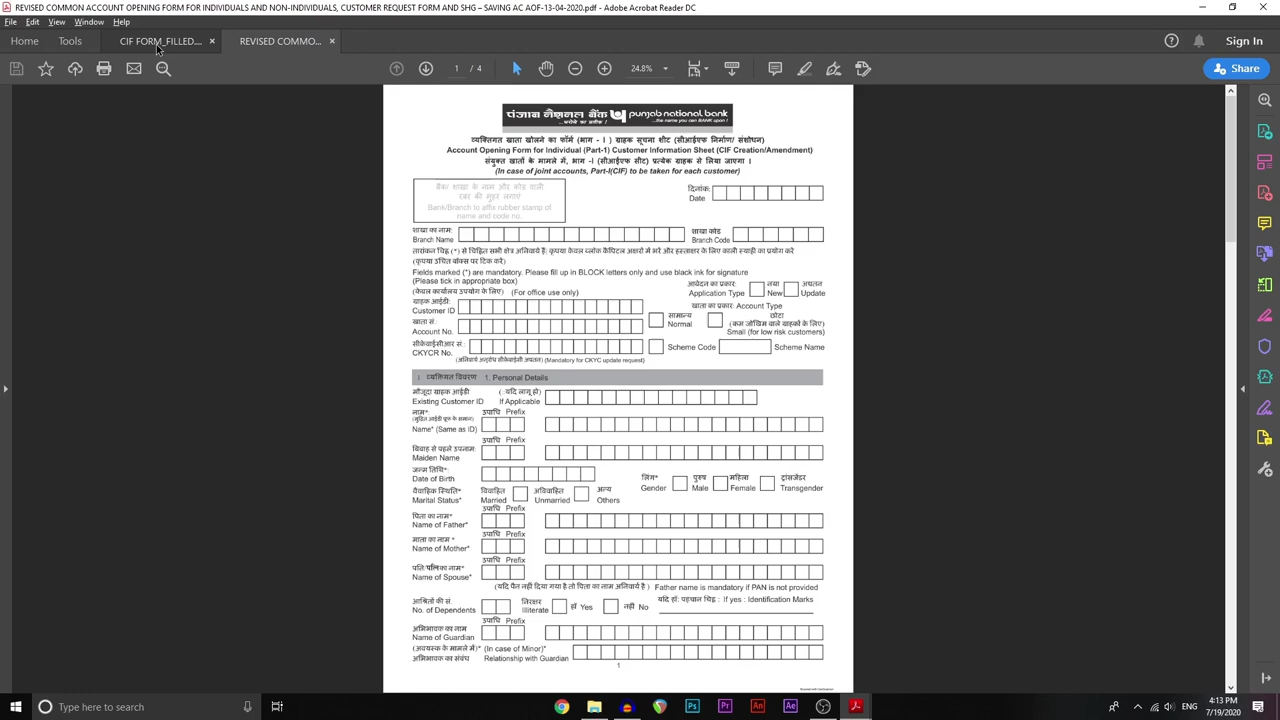 REVISED COMMON ACCOUNT OPENING FORM FOR INDIVIDUALS AND NON-INDIVIDUALS, CUSTOMER REQUEST FORM AND SHG – SAVING AC AOF-13-04-2020.pdf - Adobe Acrobat Reader DC
File Edit View Window Help
Home Tools CIF FORM_FILLED.... × REVISED COMMO... × Sign In
1 / 4 24.8% Share
पंजाब नैशनल बैंक punjab national bank
...भरोसे का प्रतीक! ...the name you can BANK upon!
व्यक्तिगत खाता खोलने का फॉर्म (भाग - I ) ग्राहक सूचना शीट (सीआईएफ निर्माण/ संशोधन)
Account Opening Form for Individual (Part-1) Customer Information Sheet (CIF Creation/Amendment)
संयुक्त खातों के मामले में, भाग -I (सीआईएफ सीट) प्रत्येक ग्राहक से लिया जाएगा ।
(In case of joint accounts, Part-I(CIF) to be taken for each customer)
बैंक/ शाखा के नाम और कोड वाली
रबर की मुहर लगाएं
Bank/Branch to affix rubber stamp of
name and code no.
दिनांक:
Date
शाखा का नाम: शाखा कोड
Branch Name Branch Code
तारांकन चिह्न (*) से चिह्नित सभी क्षेत्र अनिवार्य हैं; कृपया केवल ब्लॉक कैपिटल अक्षरों में भरें और हस्ताक्षर के लिए काली स्याही का प्रयोग करें
(कृपया उचित बॉक्स पर टिक करें)
Fields marked (*) are mandatory. Please fill up in BLOCK letters only and use black ink for signature
(Please tick in appropriate box)
आवेदन का प्रकार: नया अद्यतन
Application Type New Update
(केवल कार्यालय उपयोग के लिए) (For office use only)
ग्राहक आईडी: खाता का प्रकार: Account Type
Customer ID
सामान्य छोटा
Normal (कम जोखिम वाले ग्राहकों के लिए)
Small (for low risk customers)
खाता सं.:
Account No.
सीकेवाईसीआर सं.: Scheme Code Scheme Name
CKYCR No.
(अनिवार्य अनुरोध सीकेवाईसी अद्यतन) (Mandatory for CKYC update request)
। व्यक्तिगत विवरण 1. Personal Details
मौजूदा ग्राहक आईडी (यदि लागू हो)
Existing Customer ID If Applicable
नाम*: उपाधि Prefix
Name* (Same as ID)
उपाधि Prefix
विवाह से पहले उपनाम:
Maiden Name
जन्म तिथि*: लिंग* पुरुष महिला ट्रांसजेंडर
Date of Birth Gender Male Female Transgender
वैवाहिक स्थिति* विवाहित अविवाहित अन्य
Marital Status* Married Unmarried Others
उपाधि Prefix
पिता का नाम*
Name of Father*
उपाधि Prefix
माता का नाम *
Name of Mother*
उपाधि Prefix
पति/पत्नि का नाम*
Name of Spouse*
(यदि पैन नहीं दिया गया है तो पिता का नाम अनिवार्य है ) Father name is mandatory if PAN is not provided
आश्रितों की सं. निरक्षर हाँ Yes नहीं No यदि हाँ: पहचान चिह्न : If yes : Identification Marks
No. of Dependents Illiterate
उपाधि Prefix
अभिभावक का नाम
Name of Guardian
(अवयस्क के मामले में)* (In case of Minor)*
अभिभावक का संबंध Relationship with Guardian
1
Type here to search
ENG
4:13 PM
7/19/2020